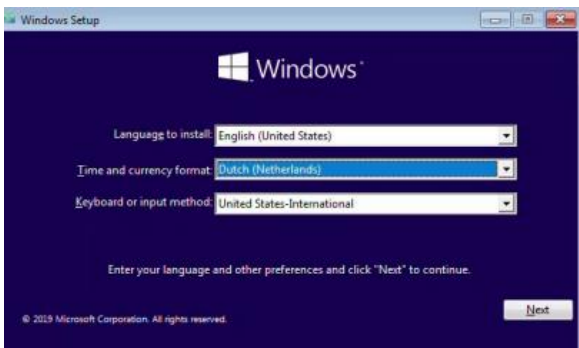 Windows Setup
Windows
Language to install: English (United States)
Time and currency format: Dutch (Netherlands)
Keyboard or input method: United States-International
Enter your language and other preferences and click "Next" to continue.
Next
© 2019 Microsoft Corporation. All rights reserved.